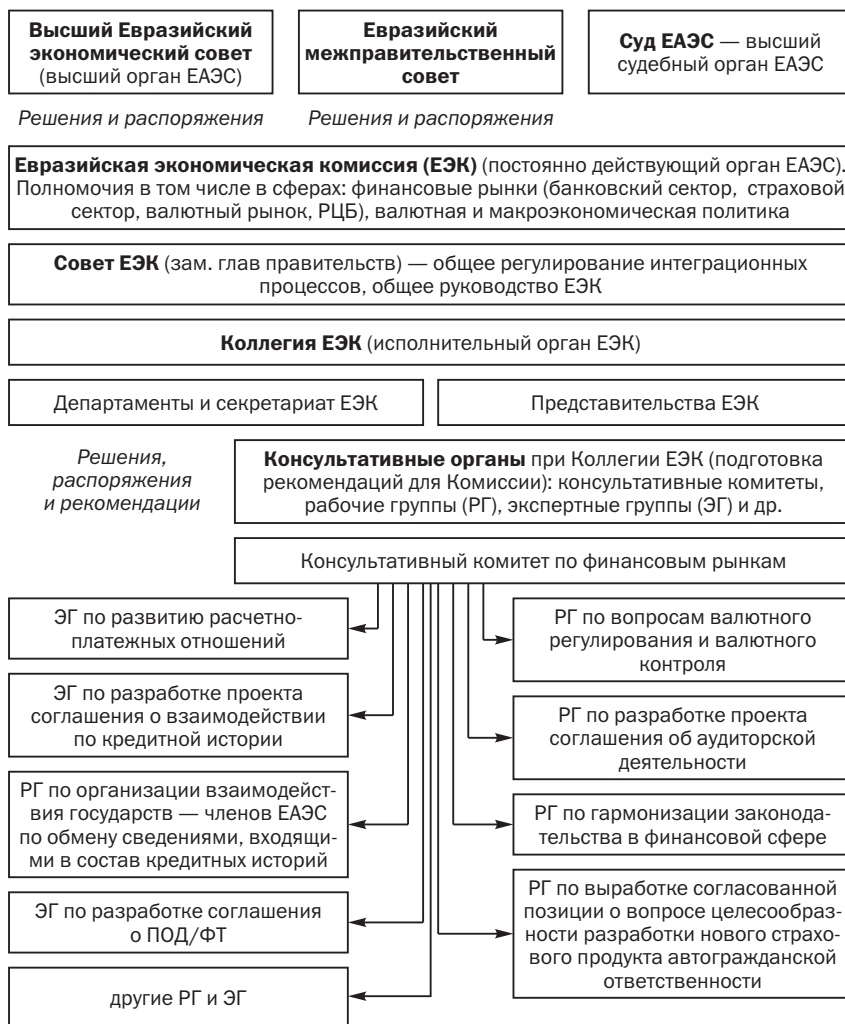 Высший Евразийский
экономический совет
(высший орган ЕАЭС)
Евразийский
межправительственный
совет
Суд ЕАЭС — высший
судебный орган ЕАЭС
Решения и распоряжения
Решения и распоряжения
Евразийская экономическая комиссия (ЕЭК) (постоянно действующий орган ЕАЭС).
Полномочия в том числе в сферах: финансовые рынки (банковский сектор, страховой
сектор, валютный рынок, РЦБ), валютная и макроэкономическая политика
Совет ЕЭК (зам. глав правительств) — общее регулирование интеграционных
процессов, общее руководство ЕЭК
Коллегия ЕЭК (исполнительный орган ЕЭК)
Департаменты и секретариат ЕЭК
Представительства ЕЭК
Решения,
распоряжения
и рекомендации
Консультативные органы при Коллегии ЕЭК (подготовка
рекомендаций для Комиссии): консультативные комитеты,
рабочие группы (РГ), экспертные группы (ЭГ) и др.
Консультативный комитет по финансовым рынкам
ЭГ по развитию расчетно-
платежных отношений
ЭГ по разработке проекта
соглашения о взаимодействии
по кредитной истории
РГ по организации взаимодейст-
вия государств — членов ЕАЭС
по обмену сведениями, входящи-
ми в состав кредитных историй
ЭГ по разработке соглашения
о ПОД/ФТ
другие РГ и ЭГ
РГ по вопросам валютного
регулирования и валютного
контроля
РГ по разработке проекта
соглашения об аудиторской
деятельности
РГ по гармонизации законода-
тельства в финансовой сфере
РГ по выработке согласованной
позиции о вопросе целесообраз-
ности разработки нового страхо-
вого продукта автогражданской
ответственности